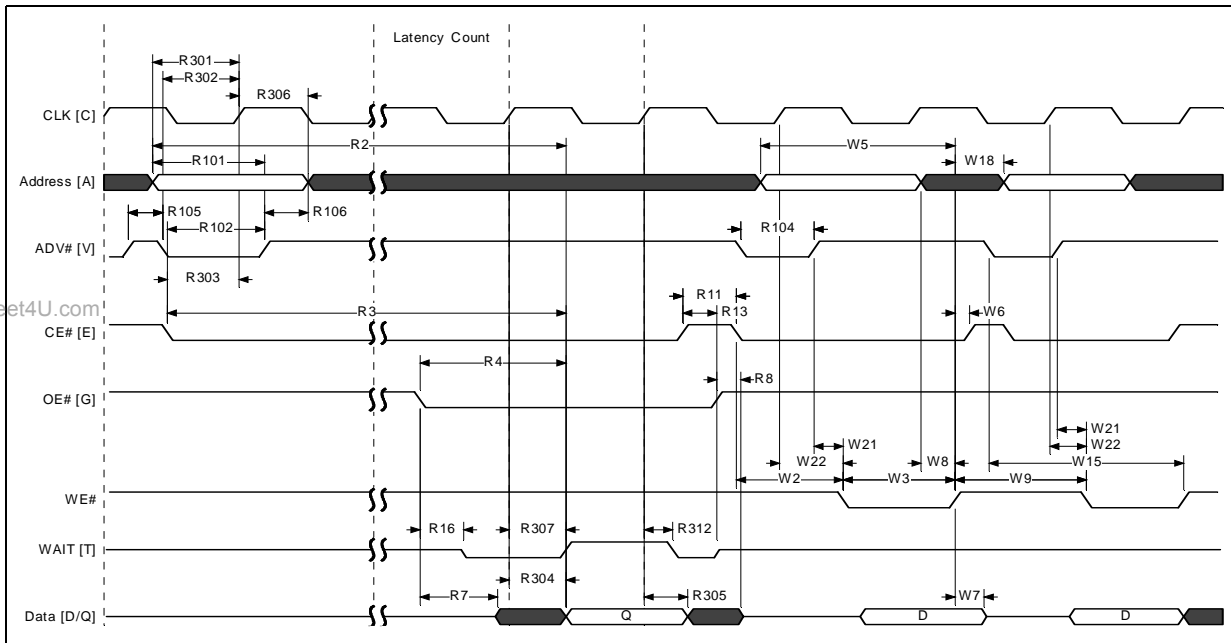 Latency Count
R301
R302
R306
CLK [C]
R2
W5
R101
W18
Address [A]
R105
R106
R102
R104
ADV# [V]
R303
R11
eet4U.com
R3
R13
W6
CE# [E]
R4
R8
OE# [G]
W21
W21
W22
W22
W8
W15
W2
W3
W9
WE#
R16
R307
R312
WAIT [T]
R304
R7
R305
W7
Data [D/Q]
Q
D
D